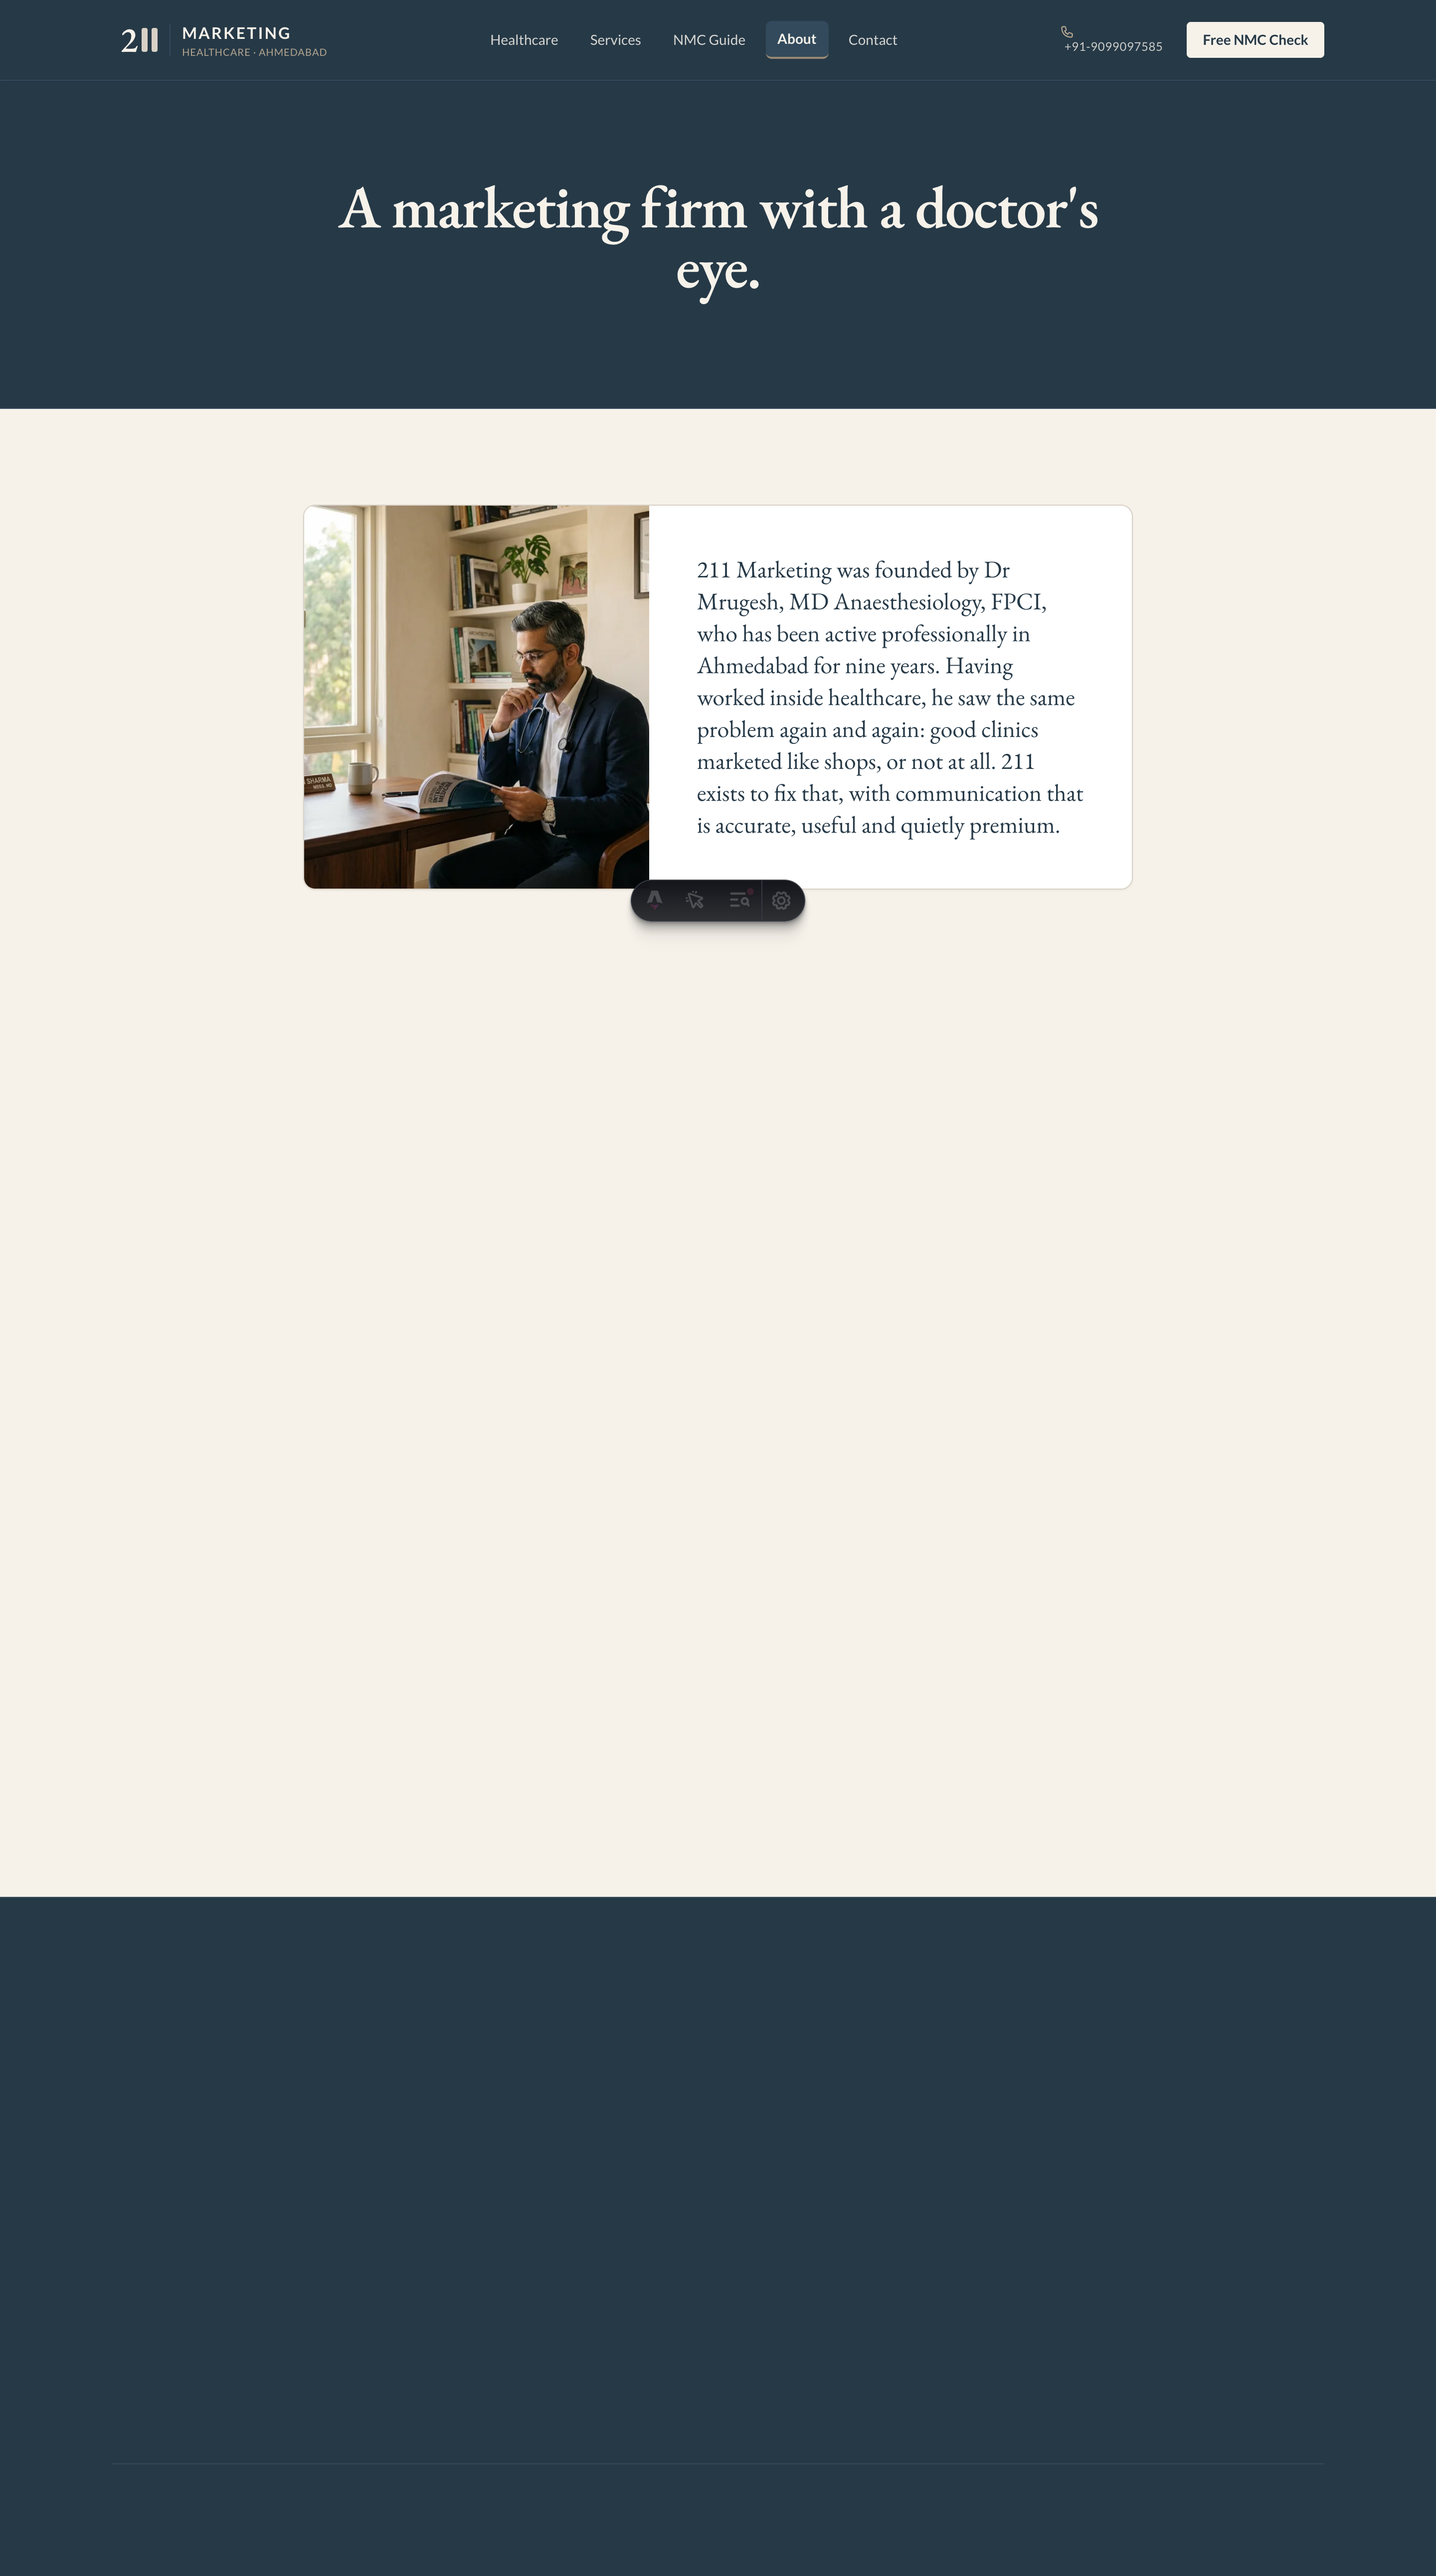 211
MARKETING
HEALTHCARE · AHMEDABAD
Healthcare
Services
NMC Guide
About
Contact
+91-9099097585
Free NMC Check
A marketing firm with a doctor's
eye.
SHARMA
211 Marketing was founded by Dr
Mrugesh, MD Anaesthesiology, FPCI,
who has been active professionally in
Ahmedabad for nine years. Having
worked inside healthcare, he saw the same
problem again and again: good clinics
marketed like shops, or not at all. 211
exists to fix that, with communication that
is accurate, useful and quietly premium.